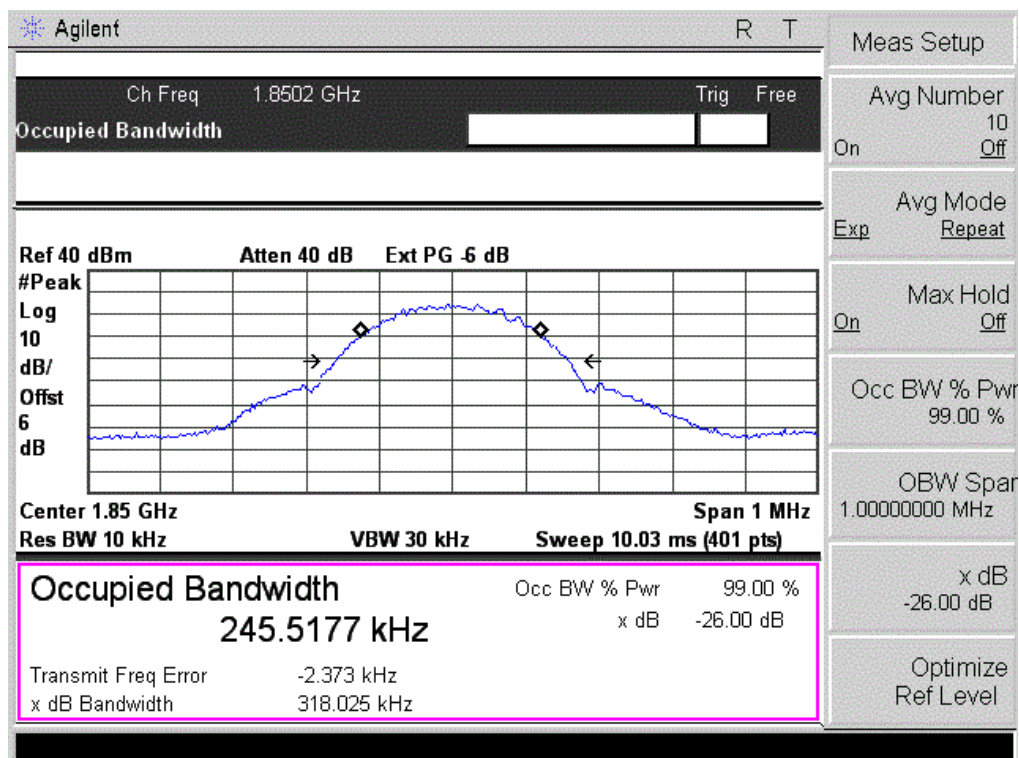 Agilent R T
Ch Freq 1.8502 GHz Trig Free
Occupied Bandwidth
Ref 40 dBm Atten 40 dB Ext PG -6 dB
#Peak
Log
10
dB/
Offst
6
dB
Center 1.85 GHz Span 1 MHz
Res BW 10 kHz VBW 30 kHz Sweep 10.03 ms (401 pts)
Occupied Bandwidth Occ BW % Pwr 99.00 %
245.5177 kHz x dB -26.00 dB
Transmit Freq Error -2.373 kHz
x dB Bandwidth 318.025 kHz
Meas Setup
Avg Number
10
On Off
Avg Mode
Exp Repeat
Max Hold
On Off
Occ BW % Pwr
99.00 %
OBW Span
1.00000000 MHz
x dB
-26.00 dB
Optimize
Ref Level